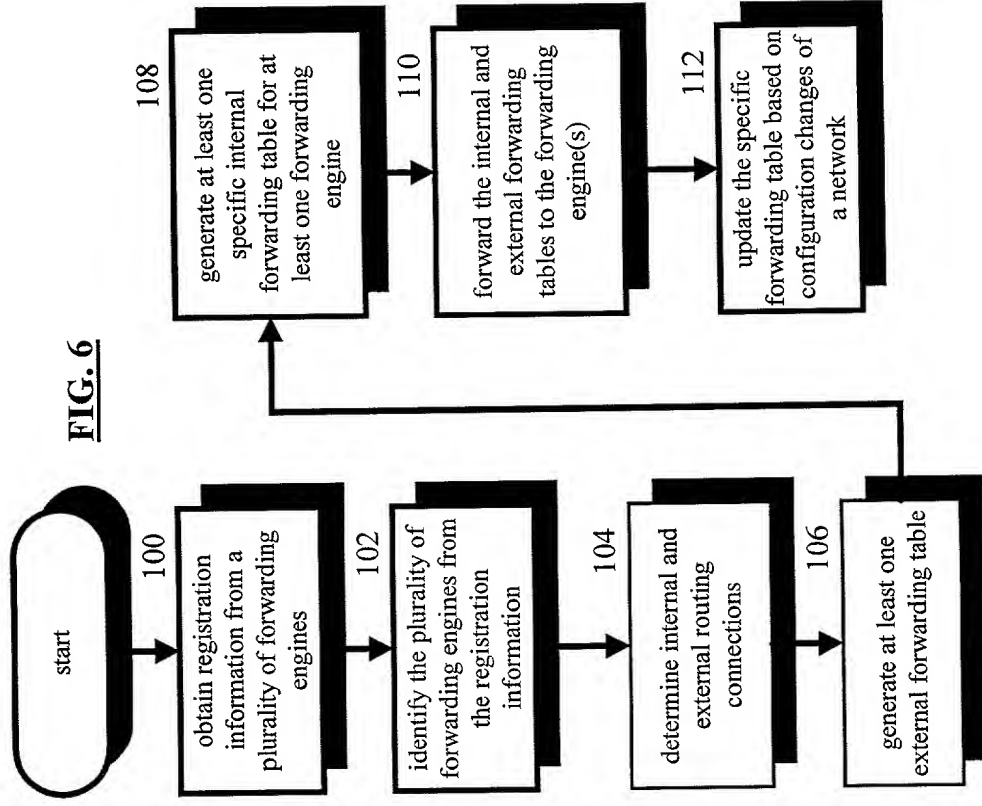 FIG. 6
start
100
obtain registration
information from a
plurality of forwarding
engines
102
identify the plurality of
forwarding engines from
the registration
information
104
determine internal and
external routing
connections
106
generate at least one
external forwarding table
108
generate at least one
specific internal
forwarding table for at
least one forwarding
engine
110
forward the internal and
external forwarding
tables to the forwarding
engine(s)
112
update the specific
forwarding table based on
configuration changes of
a network